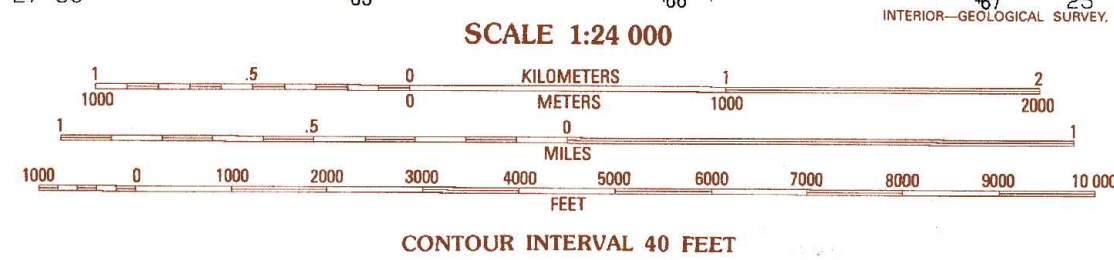 INTERIOR—GEOLOGICAL SURVEY,
SCALE 1:24 000
1 .5 0 KILOMETERS 1 2
1000 0 METERS 1000 2000
1 .5 0 1
MILES
1000 0 1000 2000 3000 4000 5000 6000 7000 8000 9000 10 000
FEET
CONTOUR INTERVAL 40 FEET